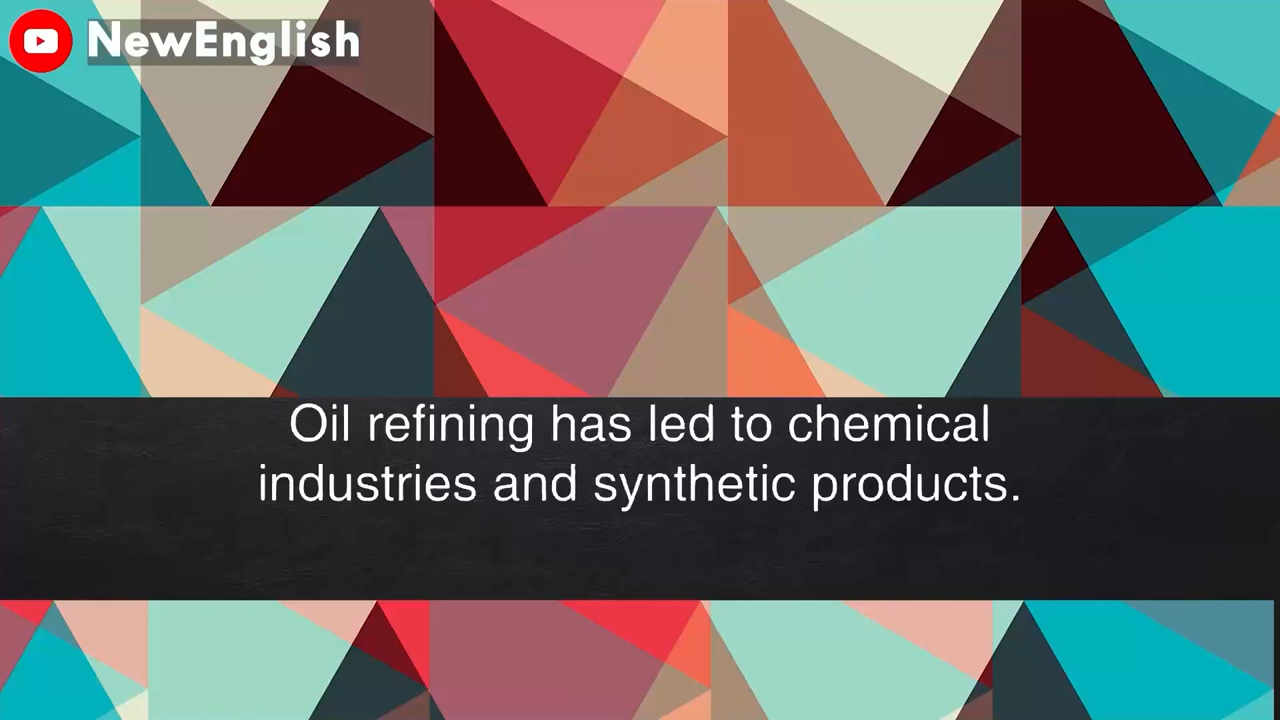 NewEnglish
Oil refining has led to chemical
industries and synthetic products.